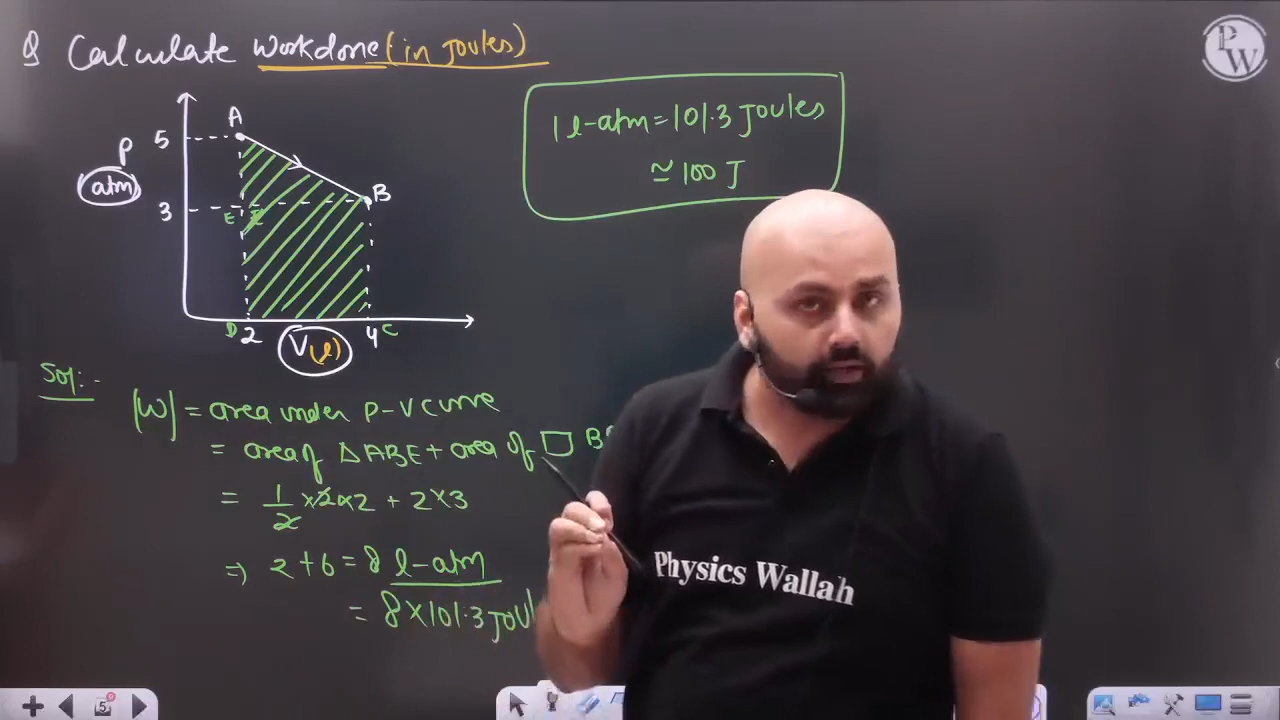 Q Calculate workdone (in joules)
PW
A
5
P
(atm)
B
3
E
D 2
4 C
V(l)
1 l-atm = 101.3 Joules
≃ 100 J
Sol:-
|W| = area under P-V curve
= area of △ABE + area of □ B
= 1/2 × 2 × 2 + 2×3
⇒ 2+6 = 8 l-atm
= 8 × 101.3 Jou
Physics Wallah
5